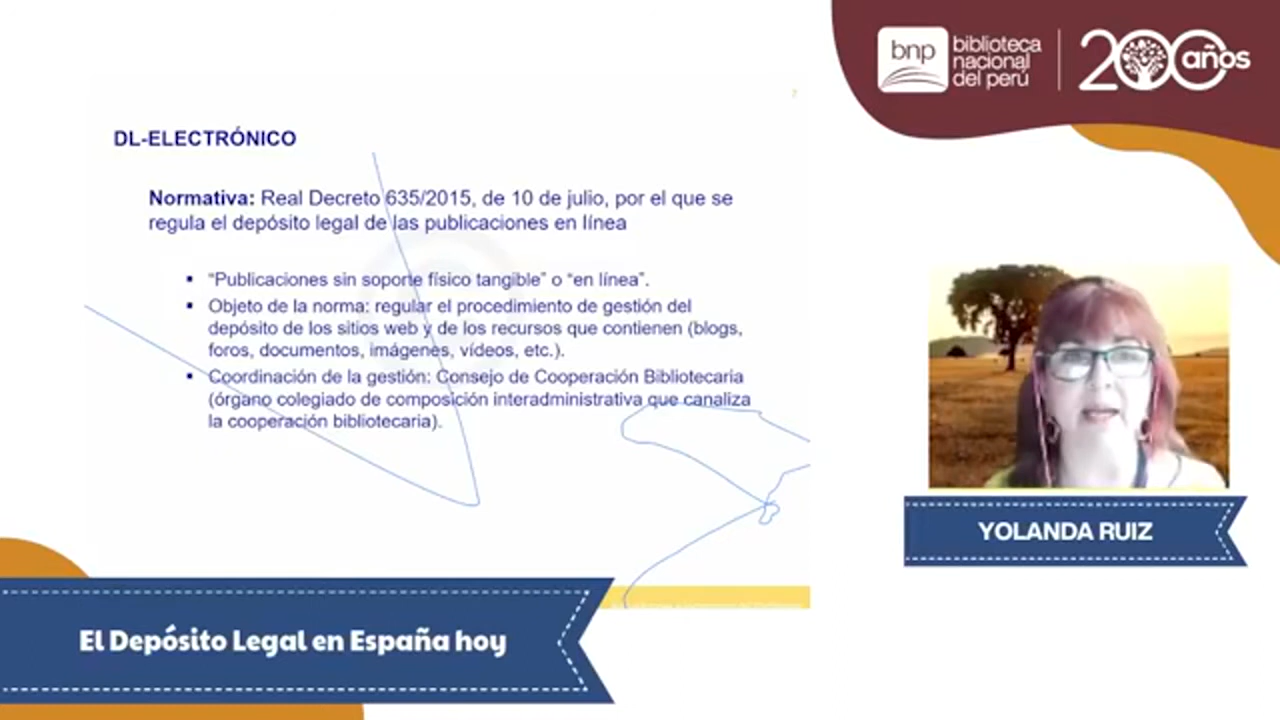 bnp
biblioteca
nacional
del perú
200 años
DL-ELECTRÓNICO
Normativa: Real Decreto 635/2015, de 10 de julio, por el que se
regula el depósito legal de las publicaciones en línea
▪ “Publicaciones sin soporte físico tangible” o “en línea”.
▪ Objeto de la norma: regular el procedimiento de gestión del
depósito de los sitios web y de los recursos que contienen (blogs,
foros, documentos, imágenes, vídeos, etc.).
▪ Coordinación de la gestión: Consejo de Cooperación Bibliotecaria
(órgano colegiado de composición interadministrativa que canaliza
la cooperación bibliotecaria).
YOLANDA RUIZ
El Depósito Legal en España hoy